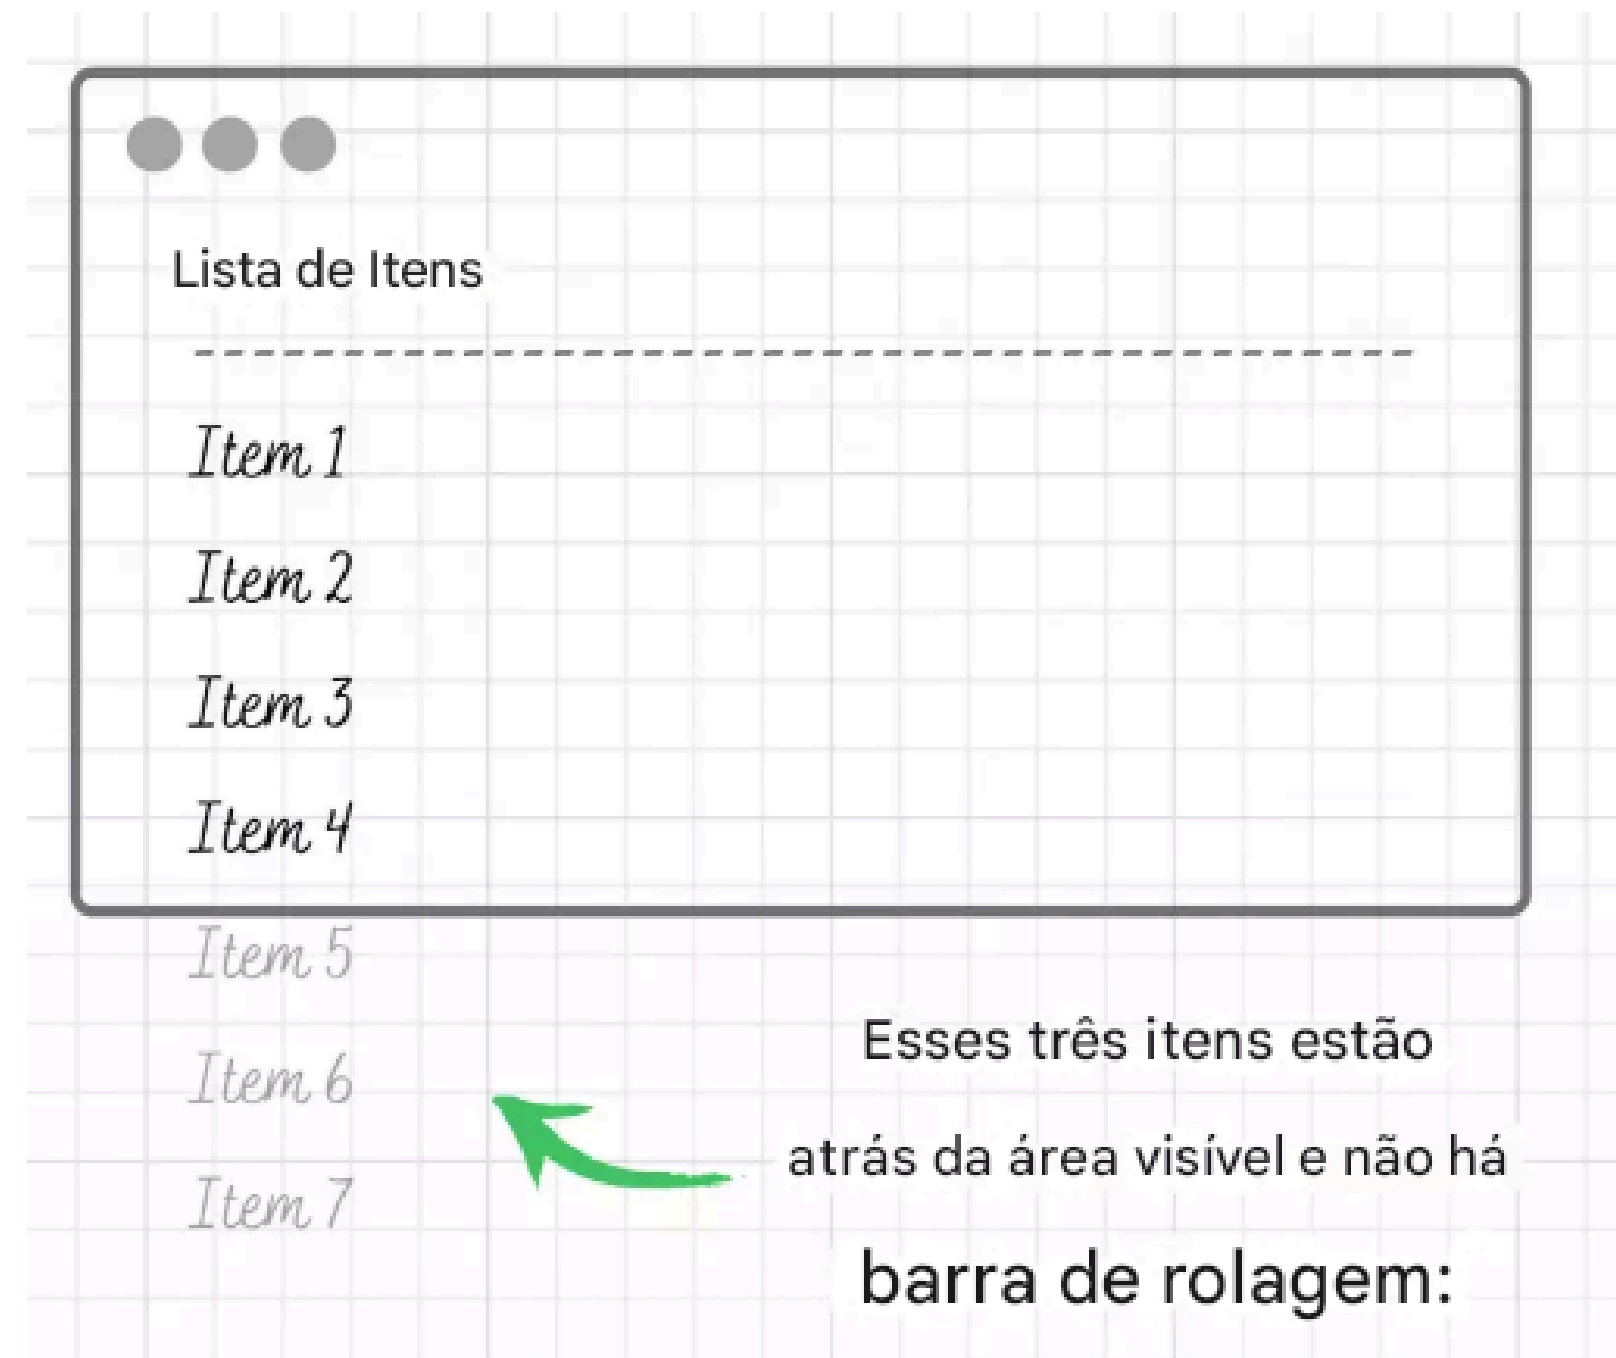 Lista de Itens
Item 1
Item 2
Item 3
Item 4
Item 5
Item 6
Item 7
Esses três itens estão
atrás da área visível e não há
barra de rolagem: